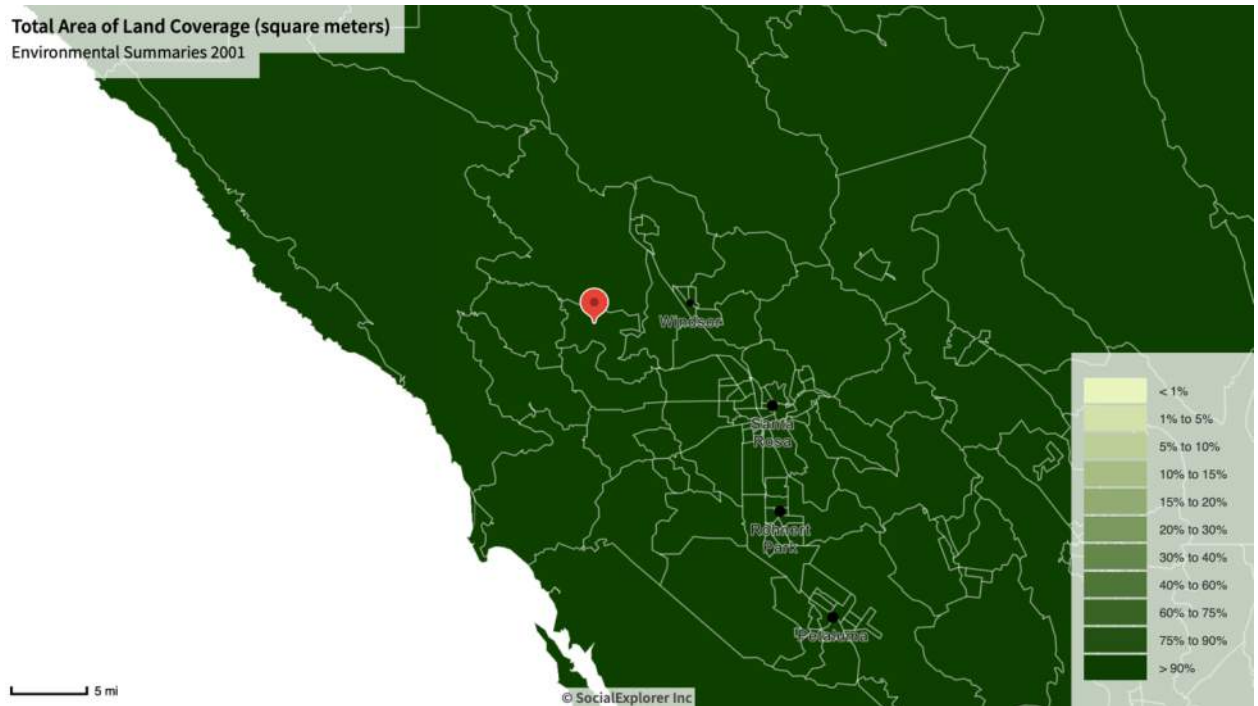 Total Area of Land Coverage (square meters)
Environmental Summaries 2001
Windsor
Santa
Rosa
Rohnert
Park
Petaluma
< 1%
1% to 5%
5% to 10%
10% to 15%
15% to 20%
20% to 30%
30% to 40%
40% to 60%
60% to 75%
75% to 90%
> 90%
5 mi
© SocialExplorer Inc